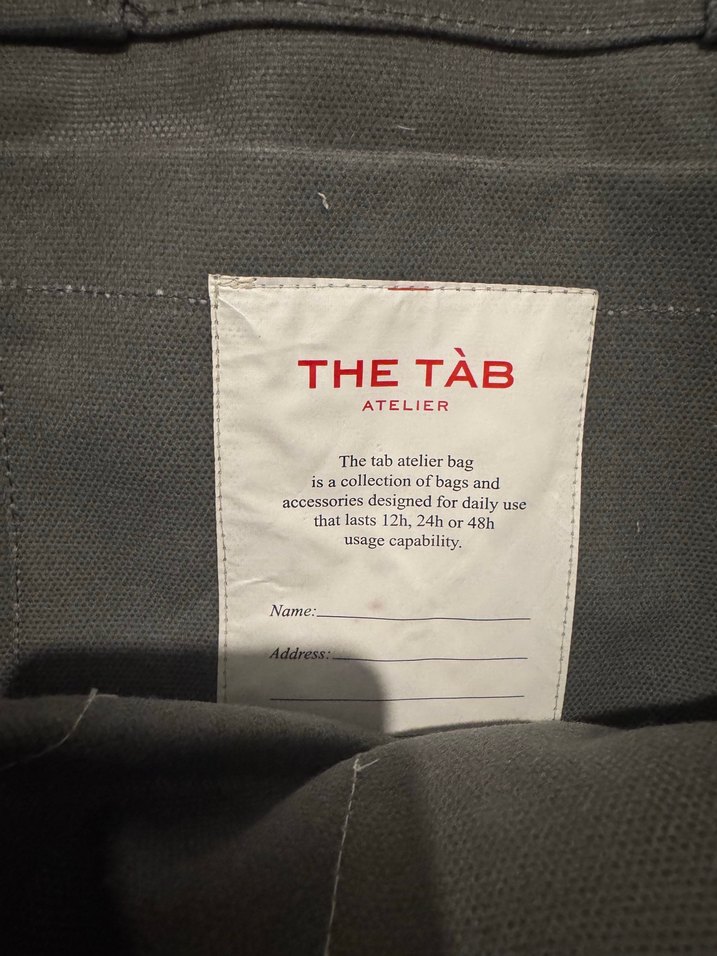 THE TÀB
ATELIER
The tab atelier bag
is a collection of bags and
accessories designed for daily use
that lasts 12h, 24h or 48h
usage capability.
Name:
Address: